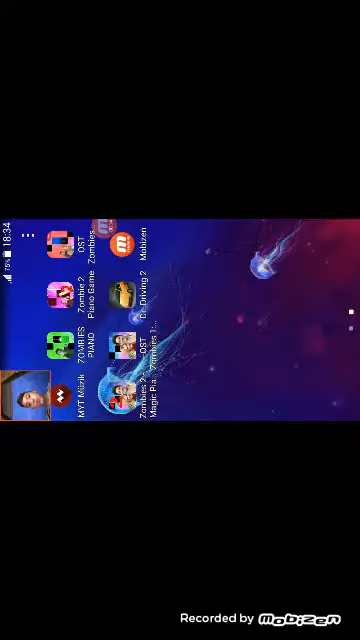 75% 18:34
MYT Müzik
ZOMBIES
PIANO
Zombie 2
Piano Game
OST
Zombies
Zombies 2 -
Magic Pia...
OST
Zombies 1:...
Dr. Driving 2
Mobizen
Recorded by mobizen